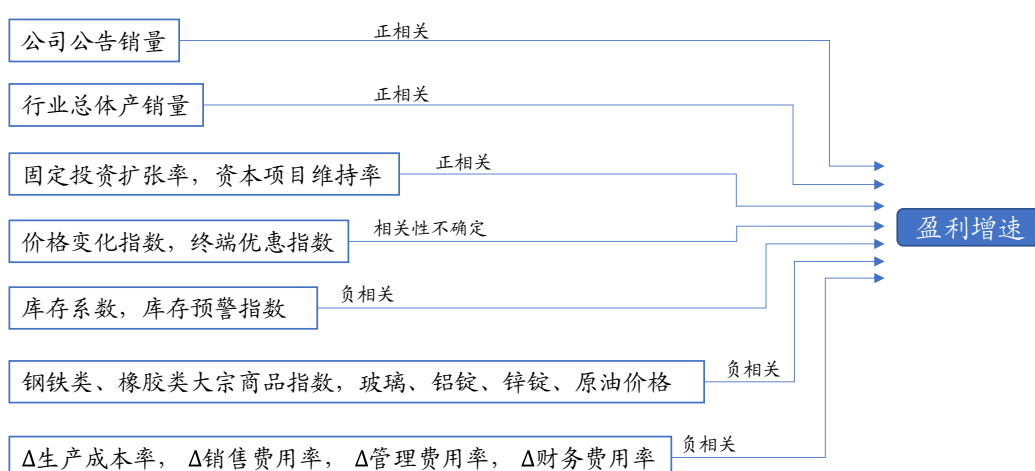 公司公告销量
正相关
行业总体产销量
正相关
固定投资扩张率，资本项目维持率
正相关
价格变化指数，终端优惠指数
相关性不确定
盈利增速
库存系数，库存预警指数
负相关
钢铁类、橡胶类大宗商品指数，玻璃、铝锭、锌锭、原油价格
负相关
Δ生产成本率， Δ销售费用率， Δ管理费用率， Δ财务费用率
负相关